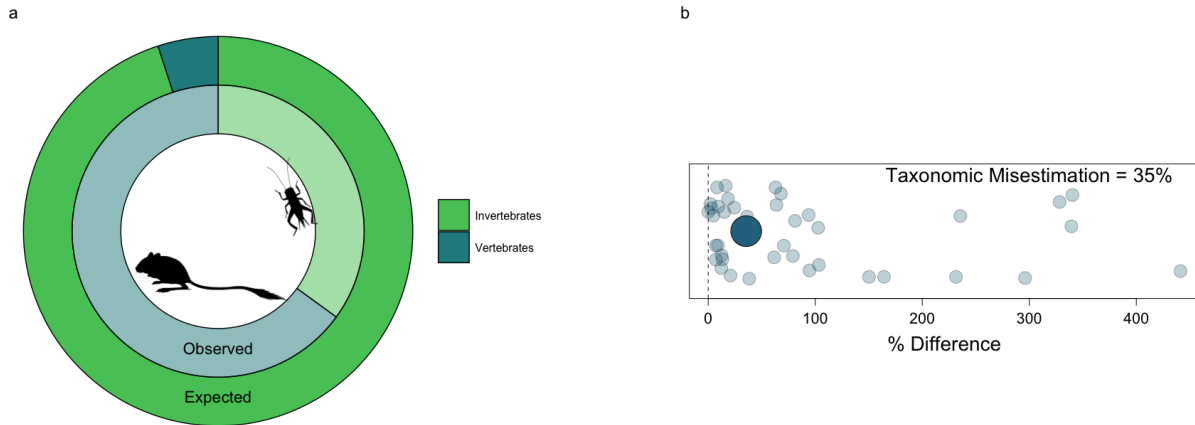 a
Observed
Expected
Invertebrates
Vertebrates
b
Taxonomic Misestimation = 35%
0
100
200
300
400
% Difference